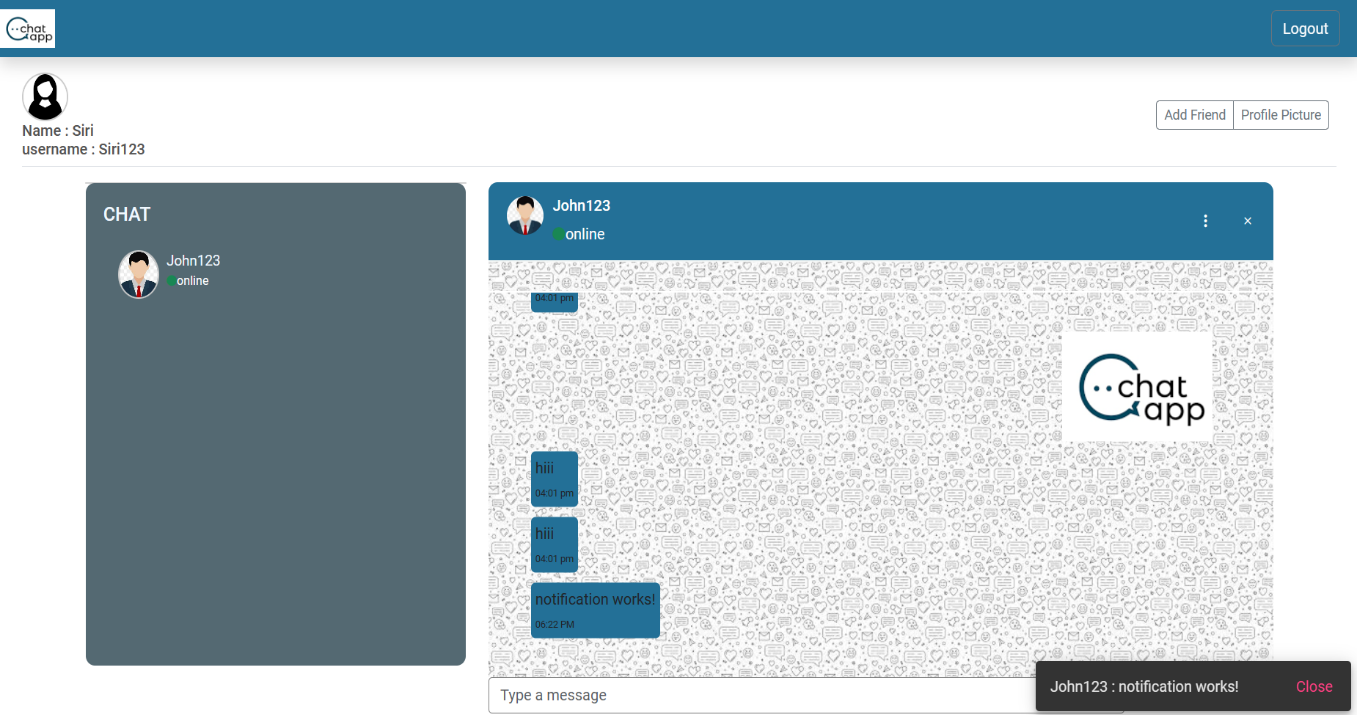 chat
app
Logout
Name : Siri
username : Siri123
Add Friend
Profile Picture
CHAT
John123
online
John123
online
×
04:01 pm
chat
app
hiii
04:01 pm
hiii
04:01 pm
notification works!
06:22 PM
Type a message
John123 : notification works!
Close